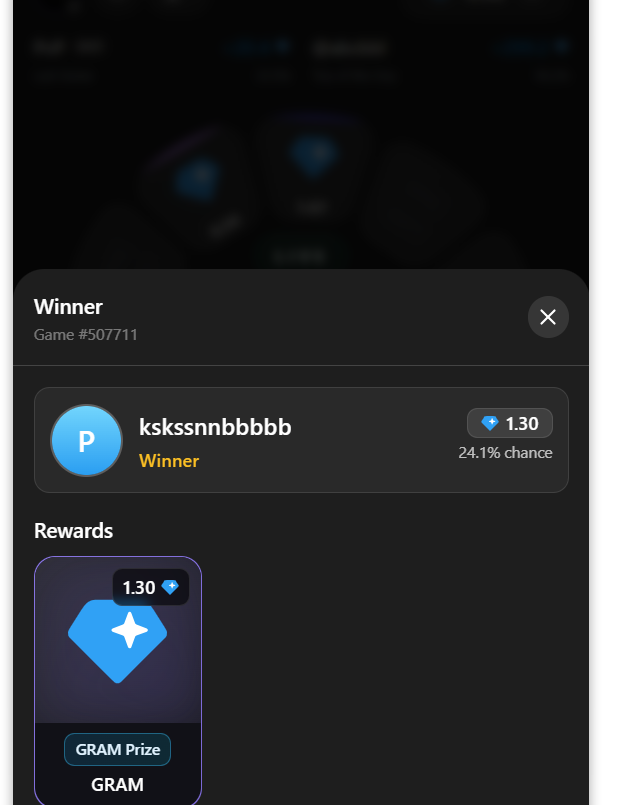 Winner
Game #507711
P
kskssnnbbbbb
Winner
1.30
24.1% chance
Rewards
1.30
GRAM Prize
GRAM